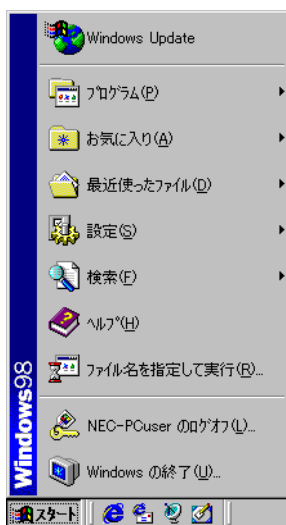 Windows Update
ﾌﾟﾛｸﾞﾗﾑ(P)
お気に入り(A)
最近使ったﾌｧｲﾙ(D)
設定(S)
検索(F)
ﾍﾙﾌﾟ(H)
ﾌｧｲﾙ名を指定して実行(R)...
NEC-PCuser のﾛｸﾞｵﾌ(L)...
Windows の終了(U)...
Windows98
スタート